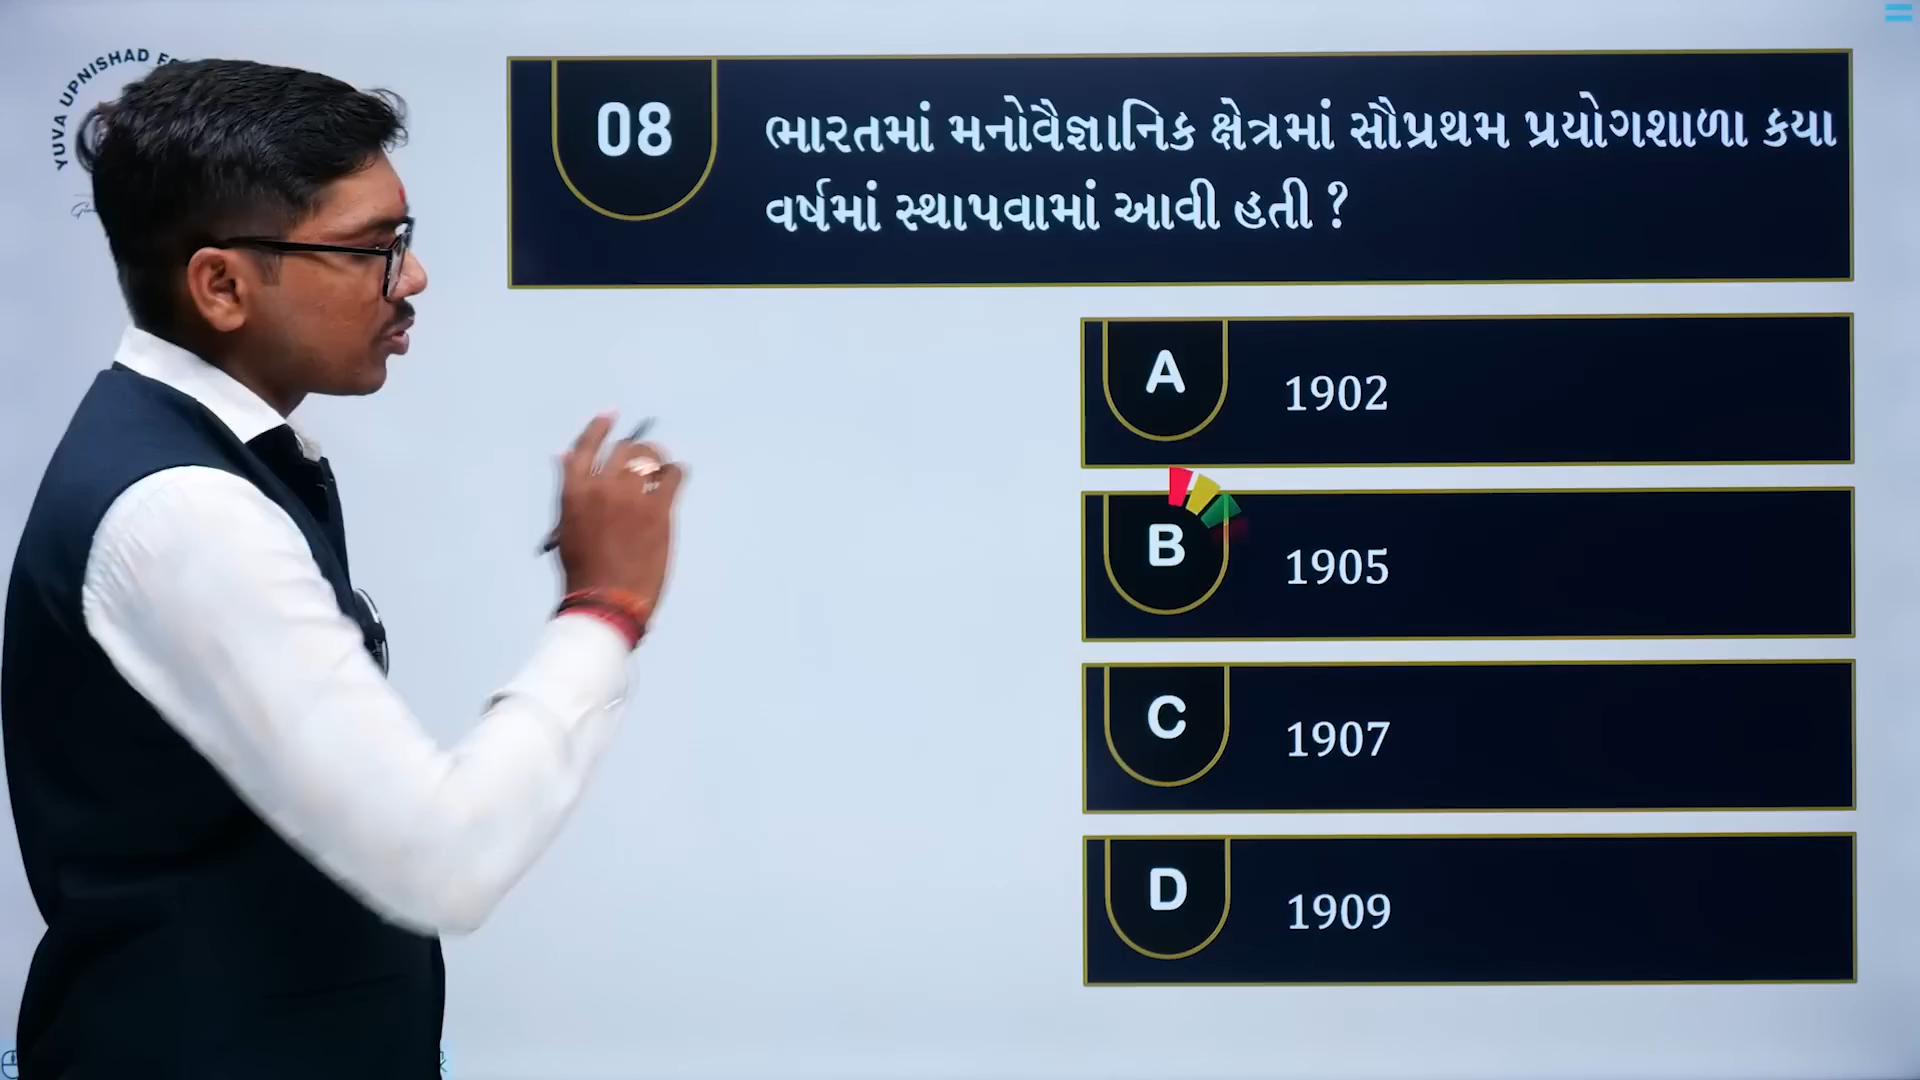 YUVA UPNISHAD
08
ભારતમાં મનોવૈજ્ઞાનિક ક્ષેત્રમાં સૌપ્રથમ પ્રયોગશાળા કયા
વર્ષમાં સ્થાપવામાં આવી હતી ?
A
1902
B
1905
C
1907
D
1909